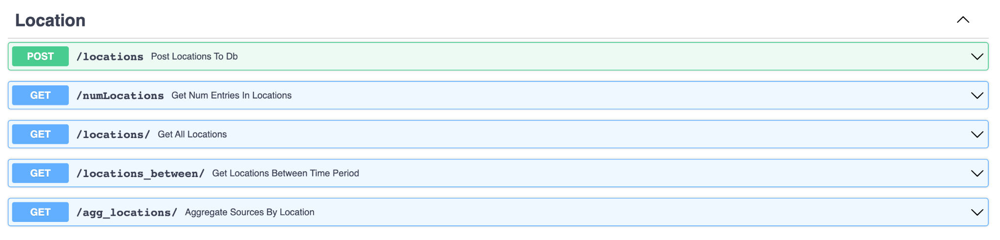 Location
POST /locations Post Locations To Db
GET /numLocations Get Num Entries In Locations
GET /locations/ Get All Locations
GET /locations_between/ Get Locations Between Time Period
GET /agg_locations/ Aggregate Sources By Location